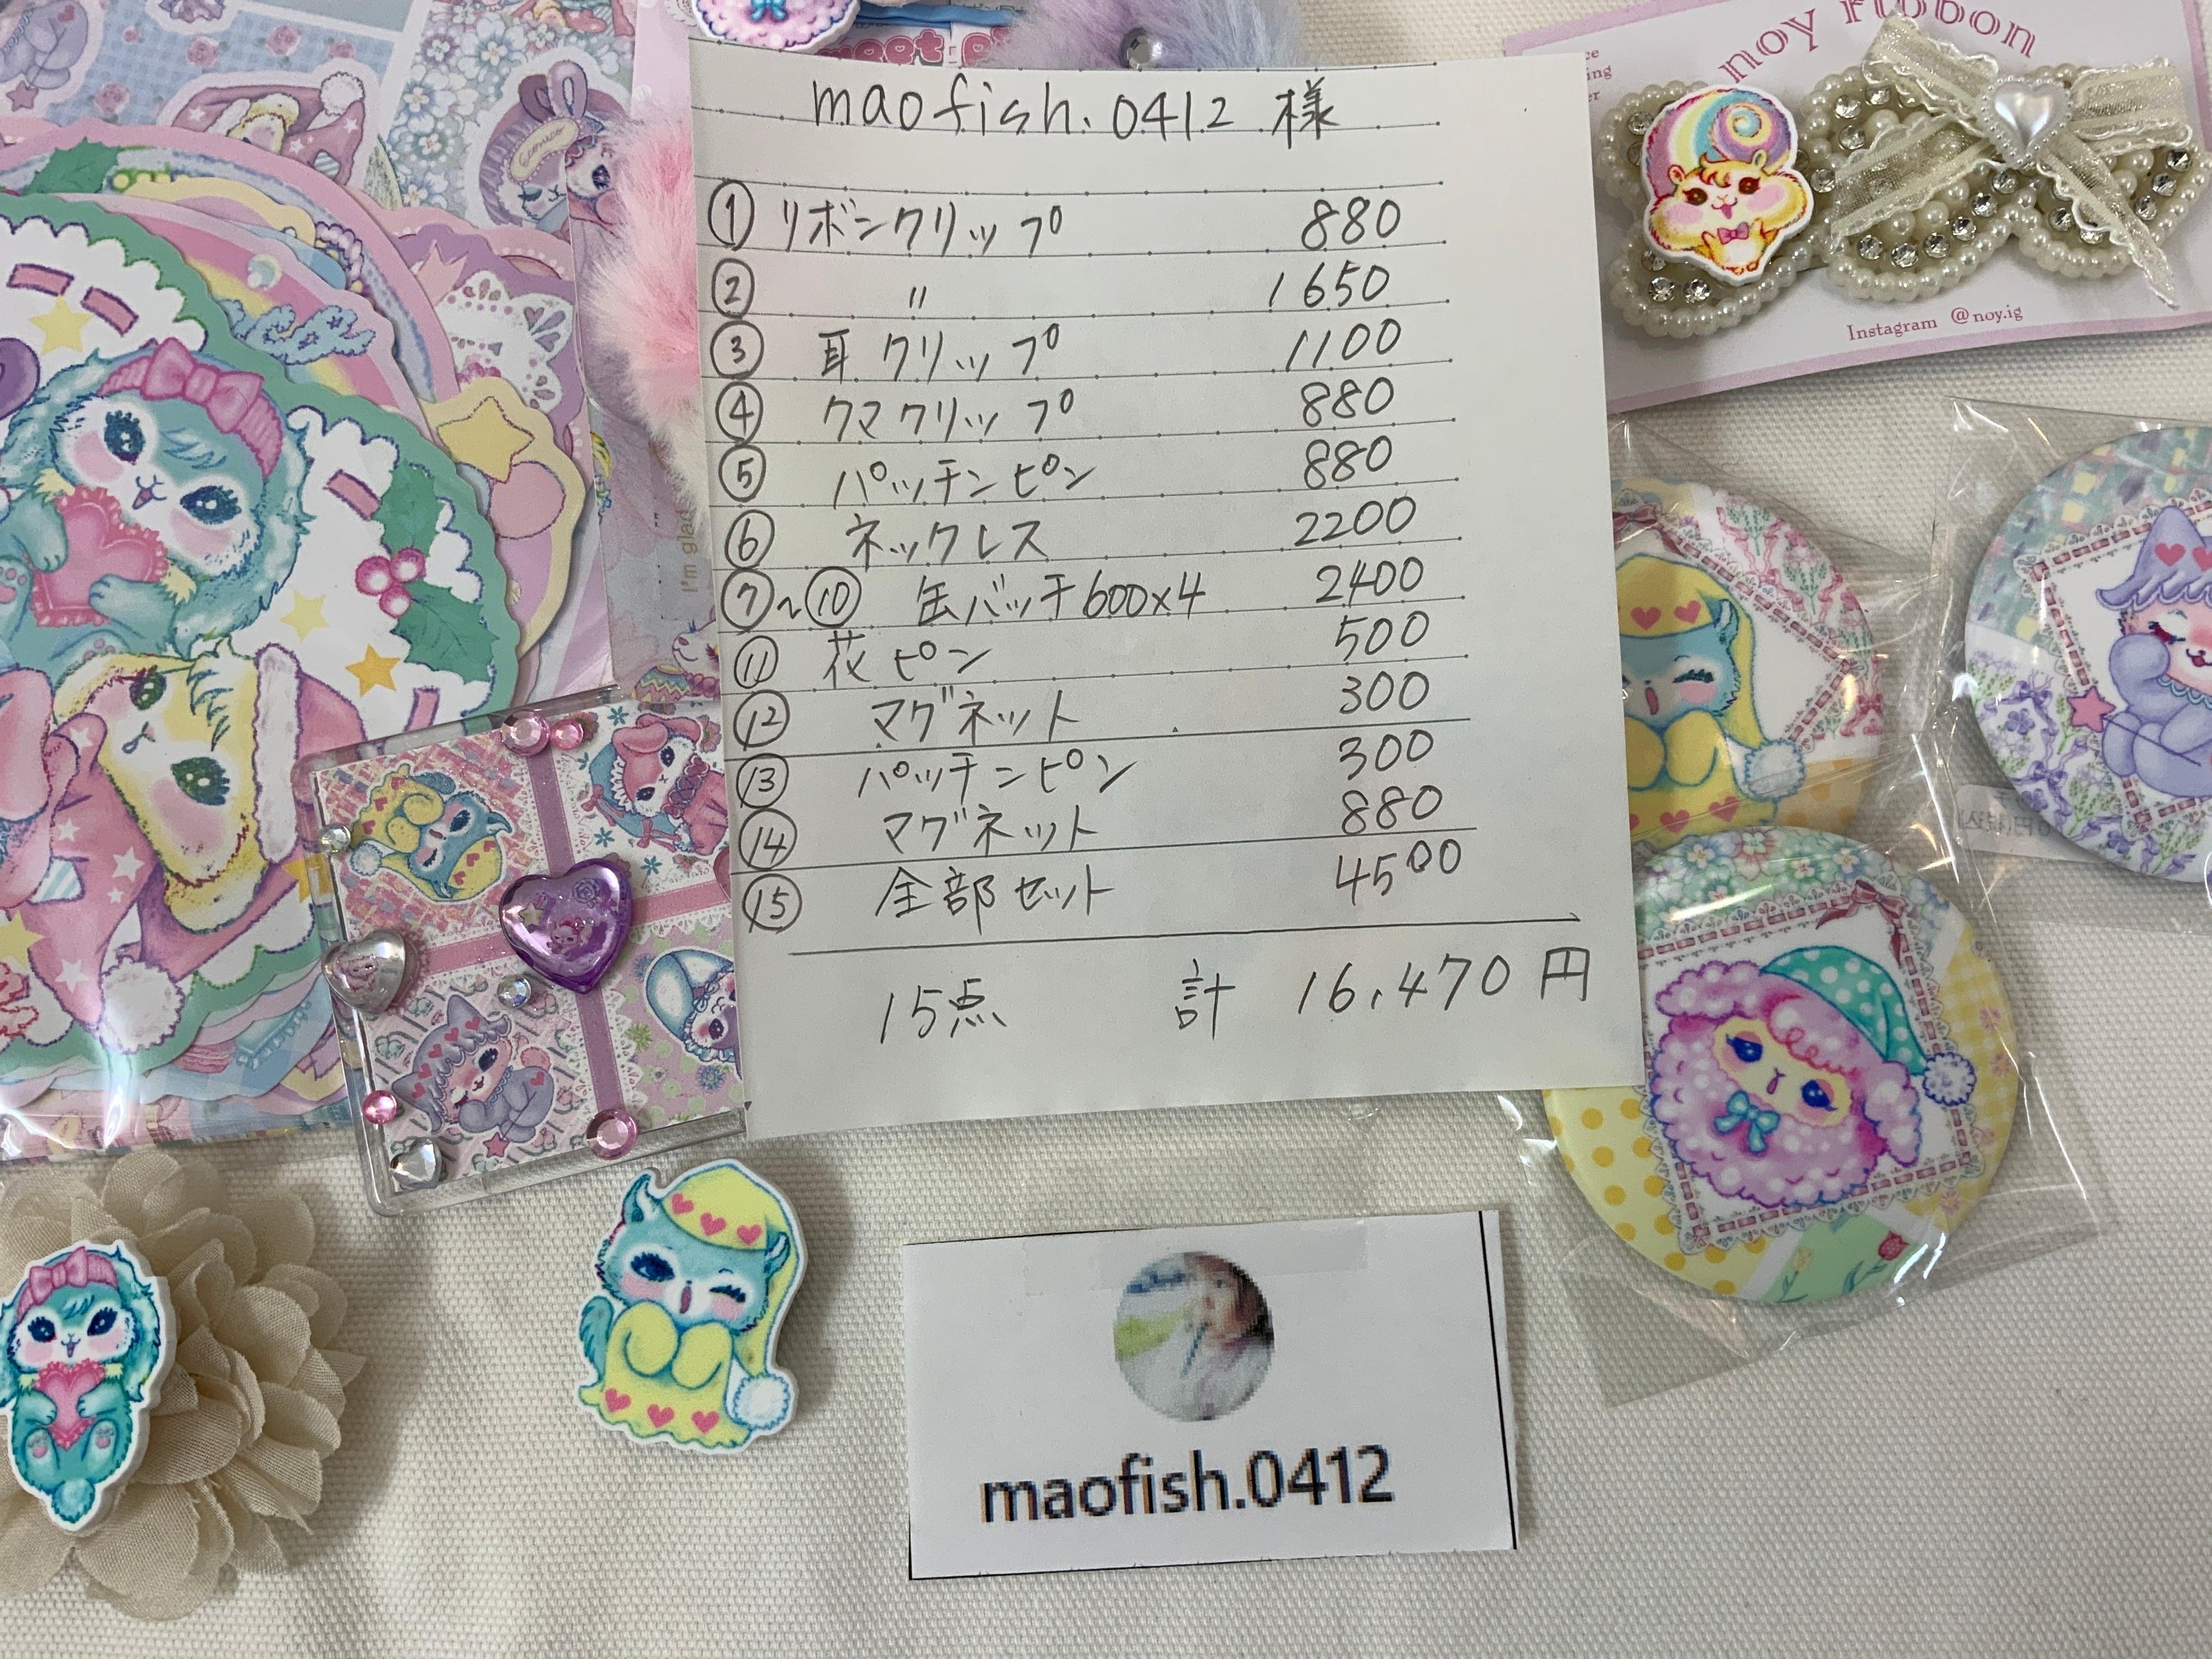 maofish.0412 様
① リボンクリップ 880
② 〃 1650
③ 耳クリップ 1100
④ クマクリップ 880
⑤ パッチンピン 880
⑥ ネックレス 2200
⑦~⑩ 缶バッチ600×4 2400
⑪ 花ピン 500
⑫ マグネット 300
⑬ パッチンピン 300
⑭ マグネット 880
⑮ 全部セット 4500
15点 計 16,470円
noy ribbon
Instagram @noy.ig
I'm glad
maofish.0412